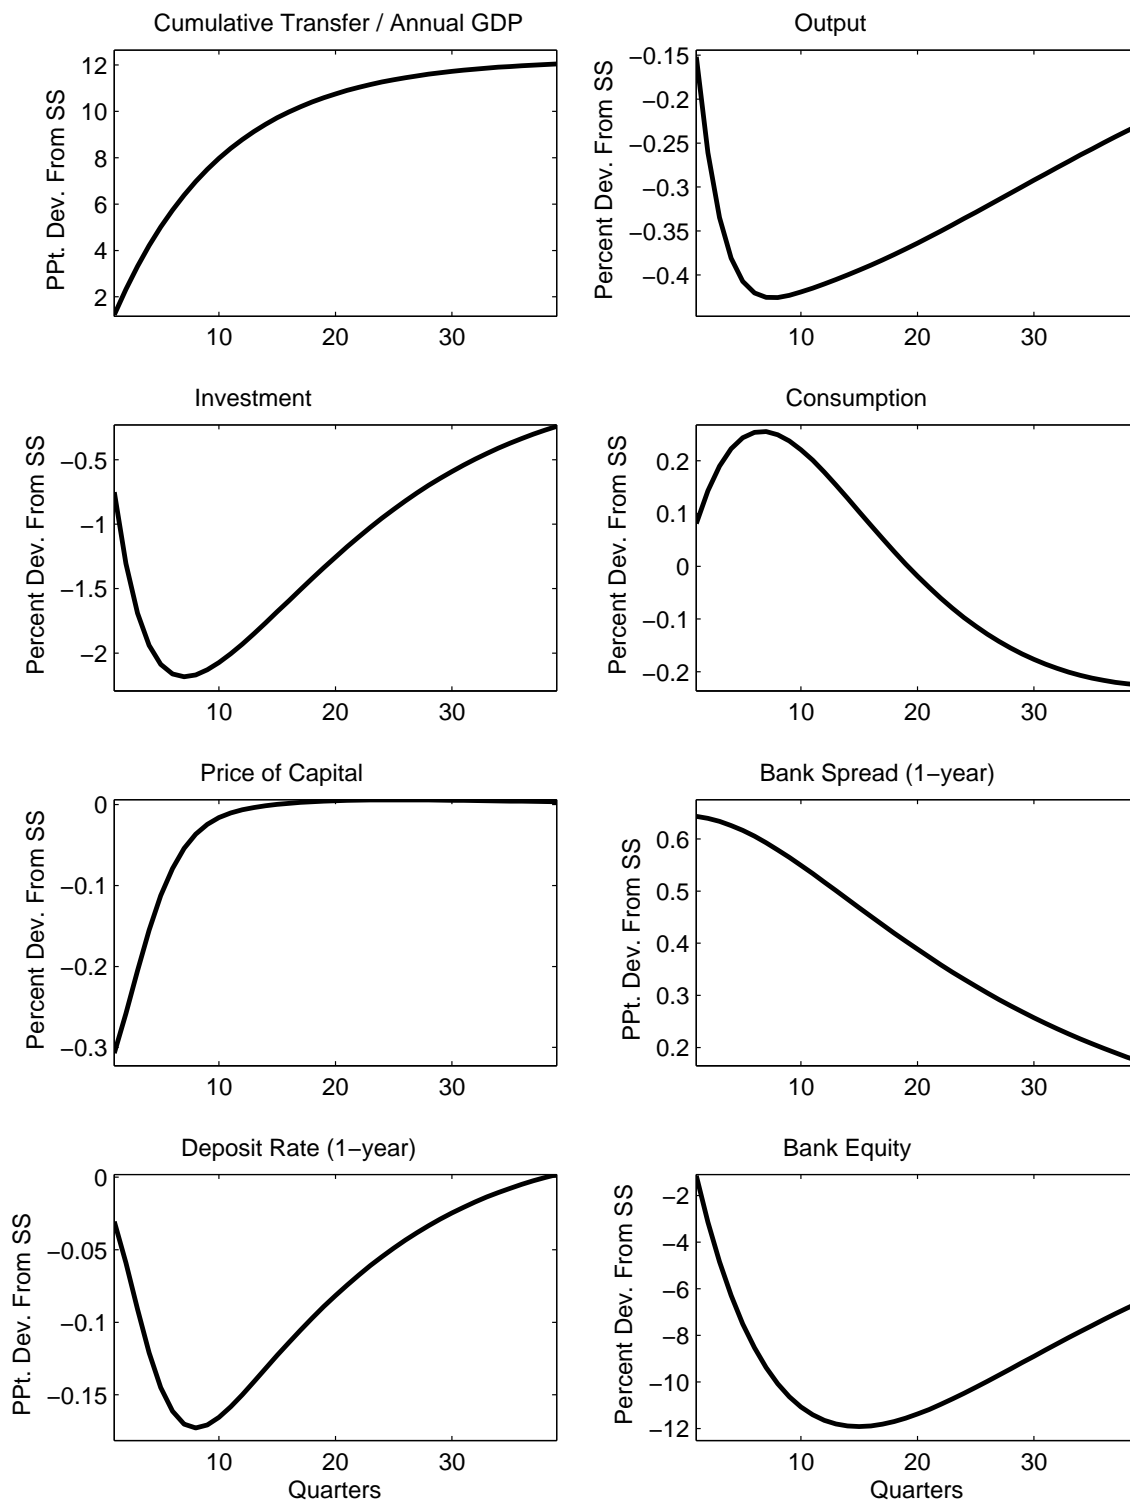 Cumulative Transfer / Annual GDP
PPt. Dev. From SS
12
10
8
6
4
2
10 20 30
Output
Percent Dev. From SS
−0.15
−0.2
−0.25
−0.3
−0.35
−0.4
10 20 30
Investment
Percent Dev. From SS
−0.5
−1
−1.5
−2
10 20 30
Consumption
Percent Dev. From SS
0.2
0.1
0
−0.1
−0.2
10 20 30
Price of Capital
Percent Dev. From SS
0
−0.1
−0.2
−0.3
10 20 30
Bank Spread (1−year)
PPt. Dev. From SS
0.6
0.5
0.4
0.3
0.2
10 20 30
Deposit Rate (1−year)
PPt. Dev. From SS
0
−0.05
−0.1
−0.15
10 20 30
Quarters
Bank Equity
Percent Dev. From SS
−2
−4
−6
−8
−10
−12
10 20 30
Quarters